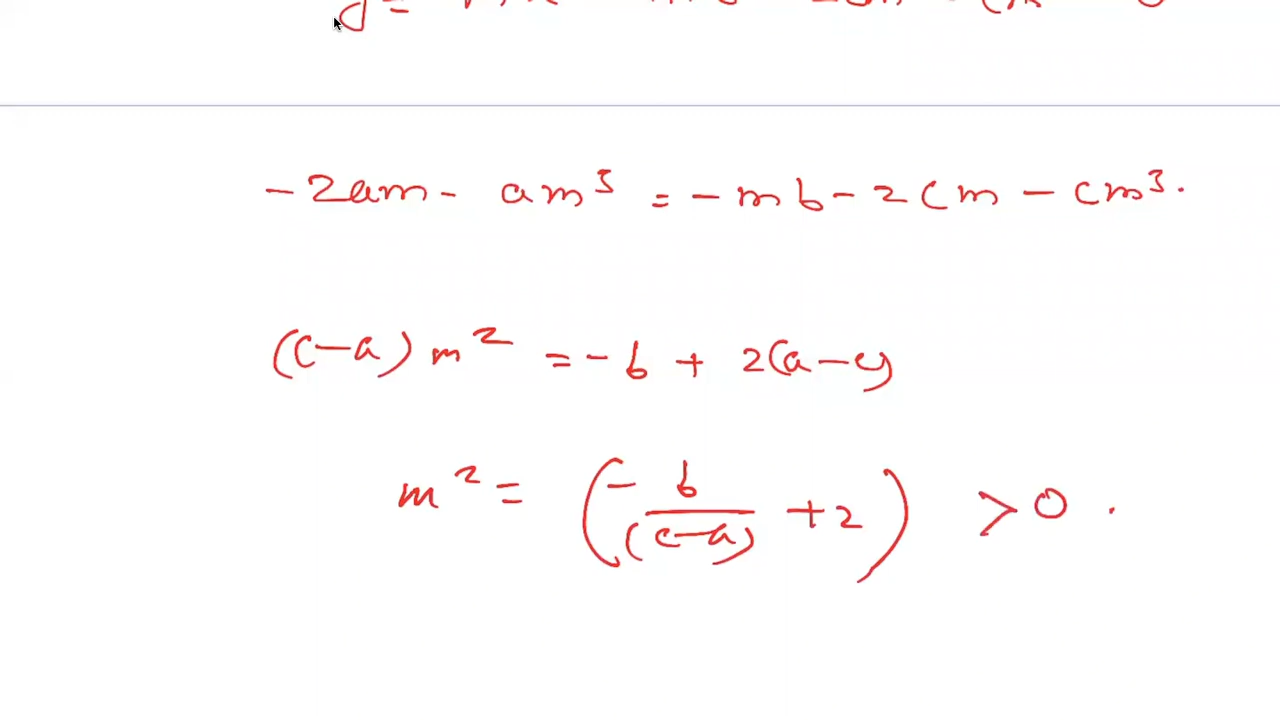 -2am - am³ = -mb - 2cm - cm³.
(c-a)m² = -b + 2(a-c)
m² = (-b/(c-a) + 2) > 0.